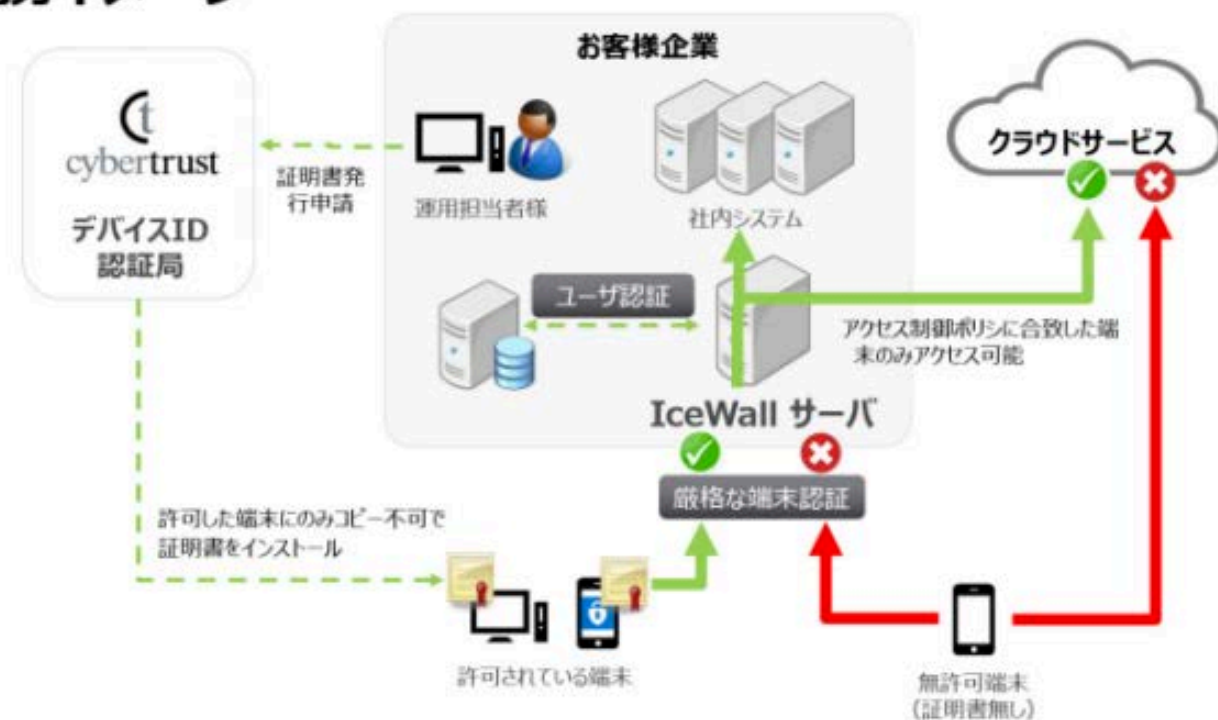 お客様企業
cybertrust
デバイスID
認証局
証明書発
行申請
運用担当者様
社内システム
クラウドサービス
ユーザ認証
アクセス制御ポリシに合致した端
末のみアクセス可能
IceWall サーバ
厳格な端末認証
許可した端末にのみコピー不可で
証明書をインストール
許可されている端末
無許可端末
(証明書無し)